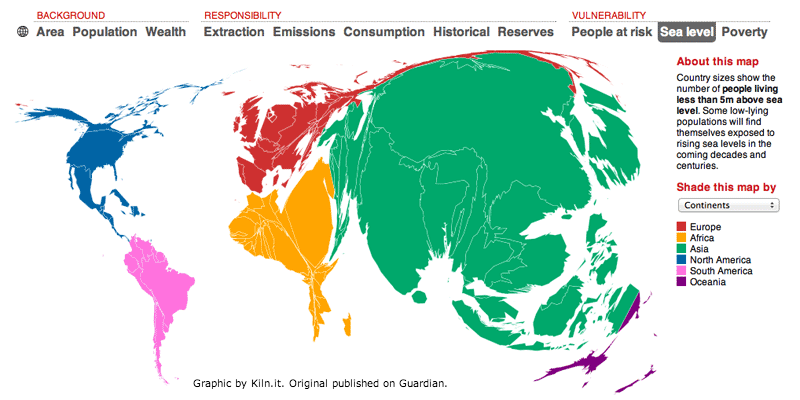 BACKGROUND
RESPONSIBILITY
VULNERABILITY
Area Population Wealth
Extraction Emissions Consumption Historical Reserves
People at risk Sea level Poverty
About this map
Country sizes show the
number of people living
less than 5m above sea
level. Some low-lying
populations will find
themselves exposed to
rising sea levels in the
coming decades and
centuries.
Shade this map by
Continents
Europe
Africa
Asia
North America
South America
Oceania
Graphic by Kiln.it. Original published on Guardian.